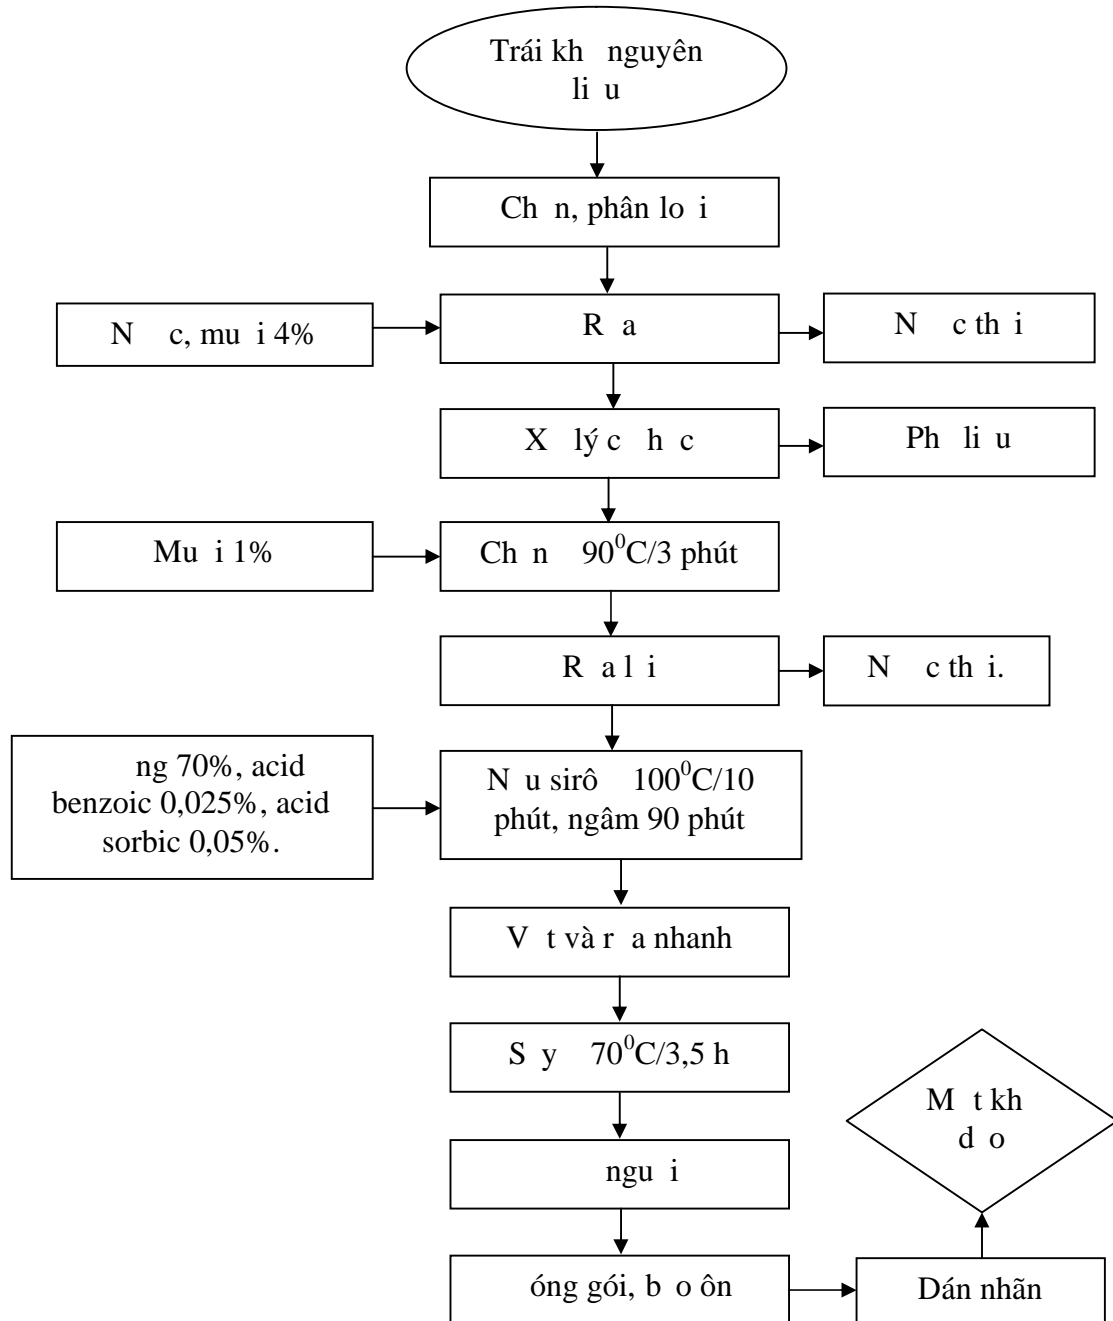 Trái kh nguyên
li u
Ch n, phân lo i
N c, mu i 4%
R a
N c th i
X lý c h c
Ph li u
Mu i 1%
Ch n 90⁰C/3 phút
R a l i
N c th i.
ng 70%, acid
benzoic 0,025%, acid
sorbic 0,05%.
N u sirô 100⁰C/10
phút, ngâm 90 phút
V t và r a nhanh
S y 70⁰C/3,5 h
M t kh
d o
ngu i
óng gói, b o ôn
Dán nhãn